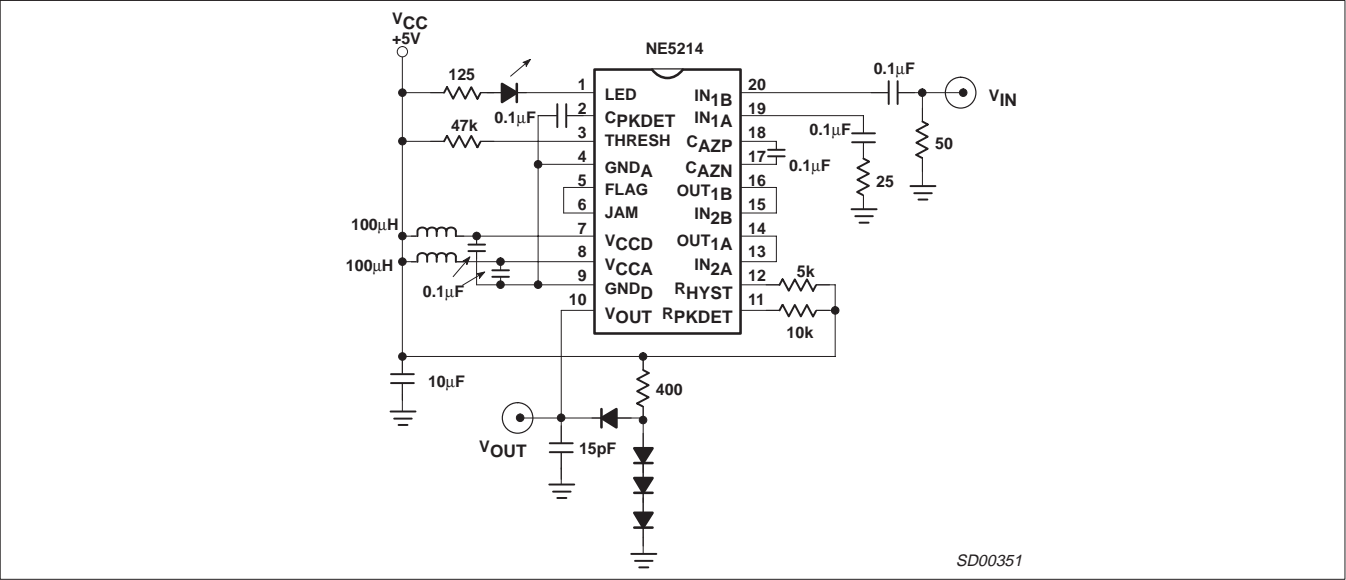 VCC
+5V
NE5214
125
1
LED
IN1B
20
0.1µF
VIN
0.1µF
2
CPKDET
IN1A
19
47k
3
THRESH
CAZP
18
0.1µF
50
4
GNDA
CAZN
17
0.1µF
25
5
FLAG
OUT1B
16
6
JAM
IN2B
15
100µH
7
VCCD
OUT1A
14
100µH
8
VCCA
IN2A
13
0.1µF
9
GNDD
RHYST
12
5k
10
VOUT
RPKDET
11
10k
10µF
400
VOUT
15pF
SD00351